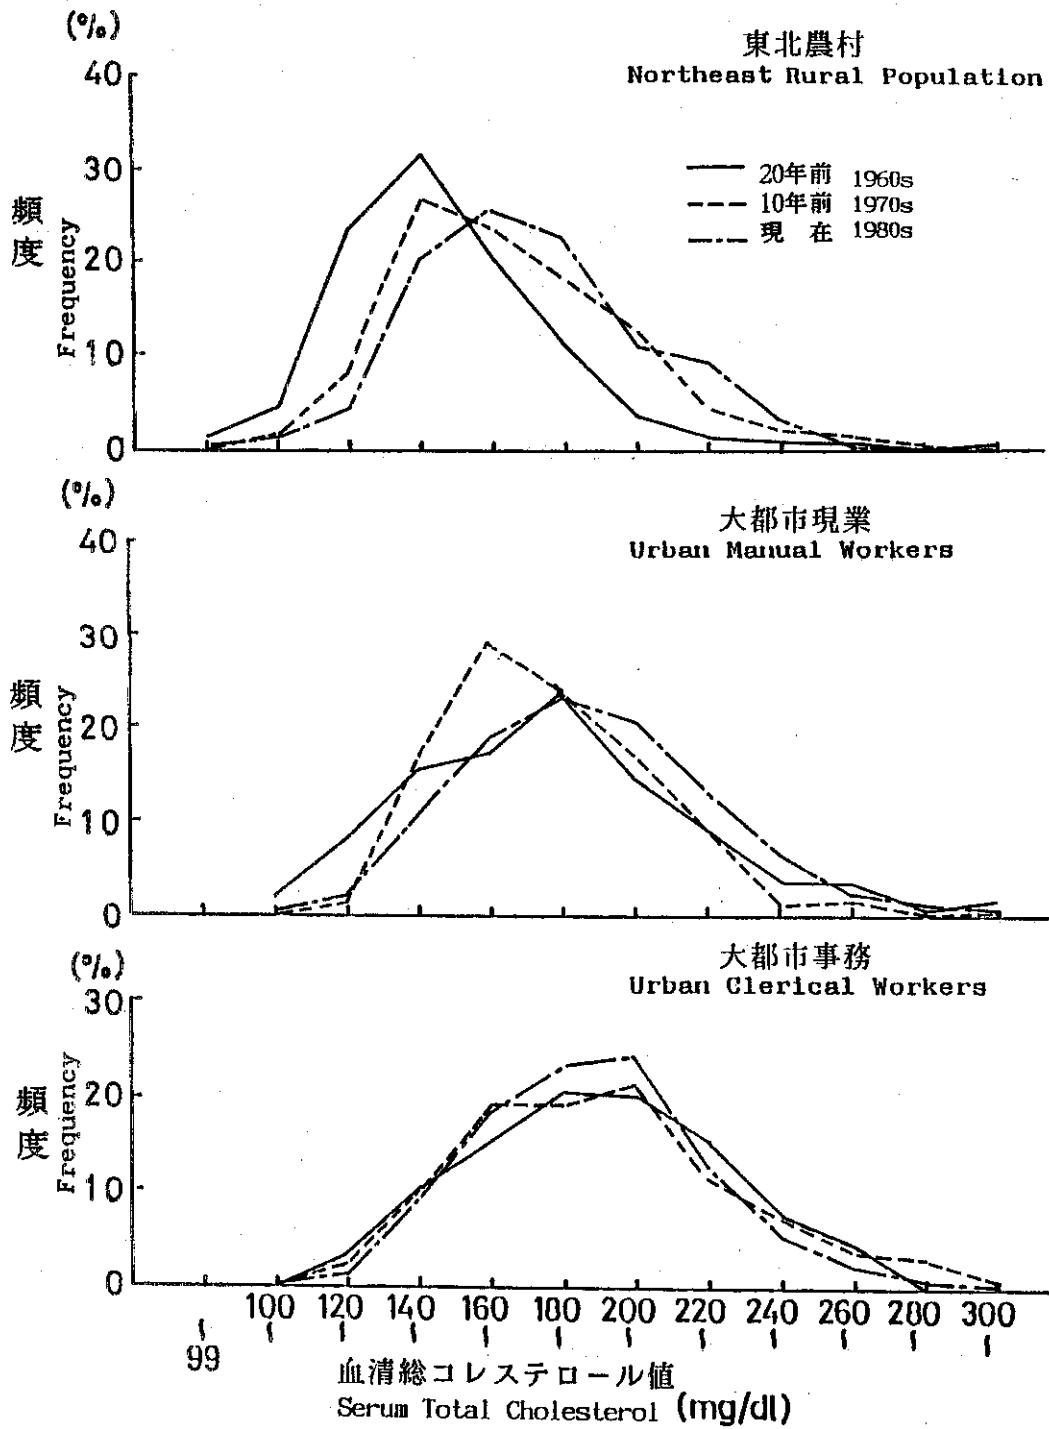 (%)
東北農村
Northeast Rural Population
40
30
20
10
0
頻度
Frequency
20年前 1960s
10年前 1970s
現 在 1980s
(%)
大都市現業
Urban Manual Workers
40
30
20
10
0
頻度
Frequency
(%)
大都市事務
Urban Clerical Workers
30
20
10
0
頻度
Frequency
100 120 140 160 180 200 220 240 260 280 300
~ ~ ~ ~ ~ ~ ~ ~ ~ ~ ~ ~
99
血清総コレステロール値
Serum Total Cholesterol (mg/dl)